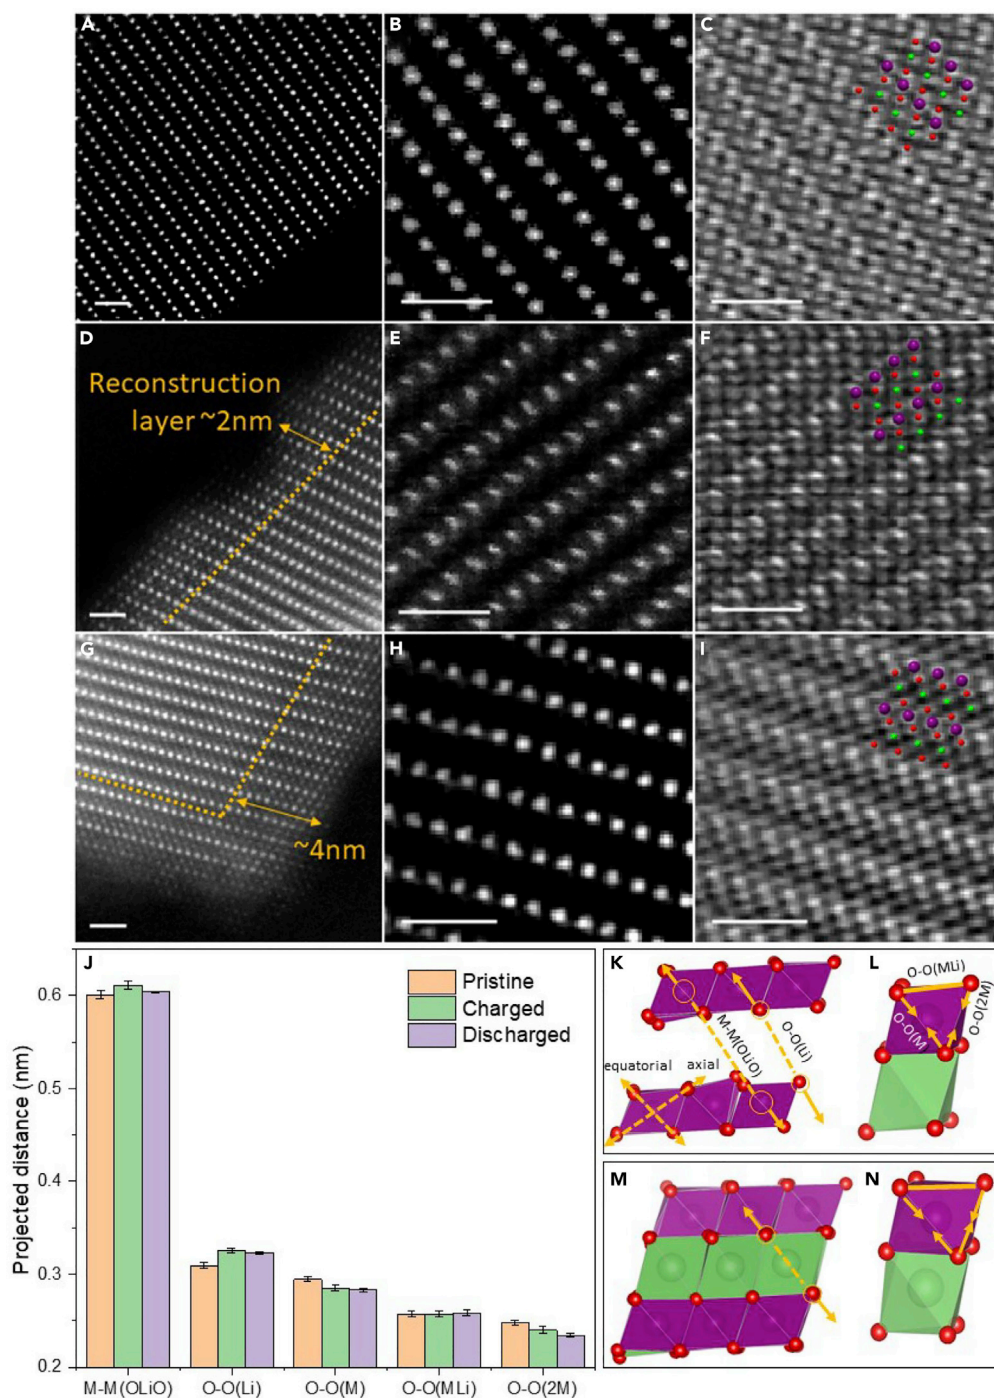 A
B
C
D
Reconstruction
layer ~2nm
E
F
G
~4nm
H
I
J
Pristine
Charged
Discharged
Projected distance (nm)
0.6
0.5
0.4
0.3
0.2
M-M(OLiO)
O-O(Li)
O-O(M)
O-O(MLi)
O-O(2M)
K
M-M(OLiO)
O-O(Li)
equatorial
axial
L
O-O(MLi)
O-O(M
O-O(2M)
M
N